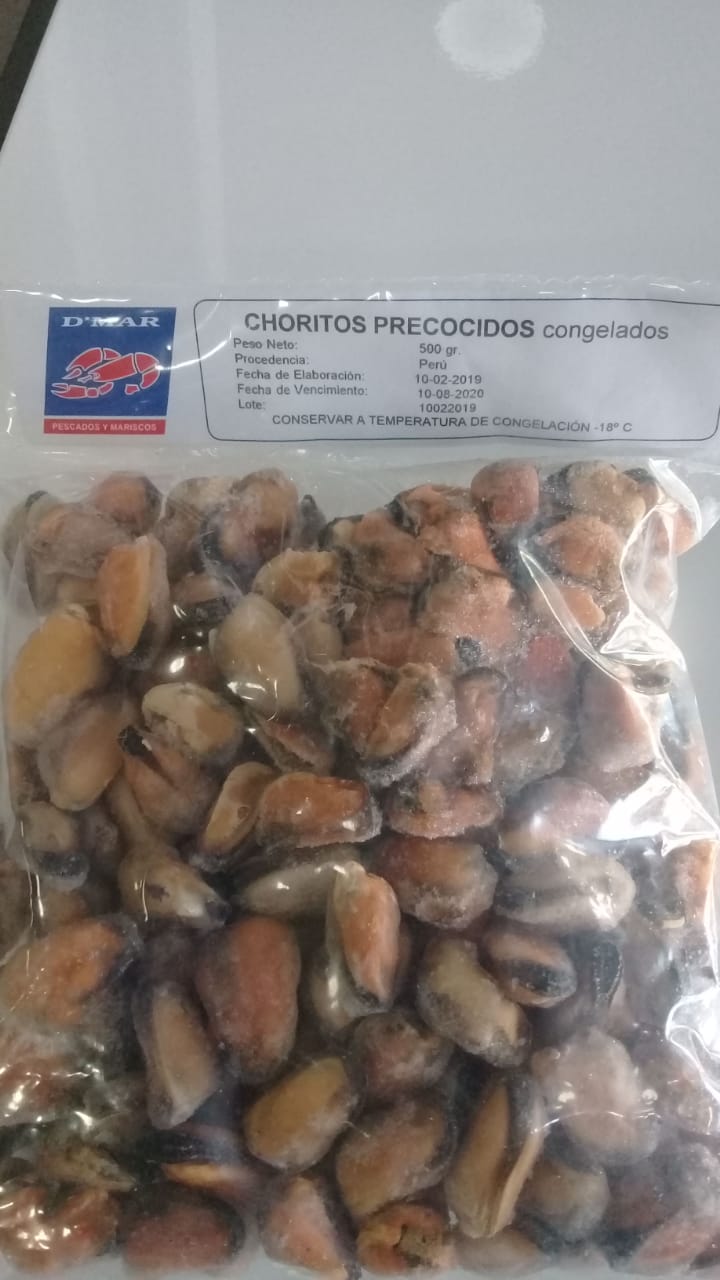 D'MAR
PESCADOS Y MARISCOS
CHORITOS PRECOCIDOS congelados
Peso Neto: 500 gr.
Procedencia: Perú
Fecha de Elaboración: 10-02-2019
Fecha de Vencimiento: 10-08-2020
Lote: 10022019
CONSERVAR A TEMPERATURA DE CONGELACIÓN -18º C